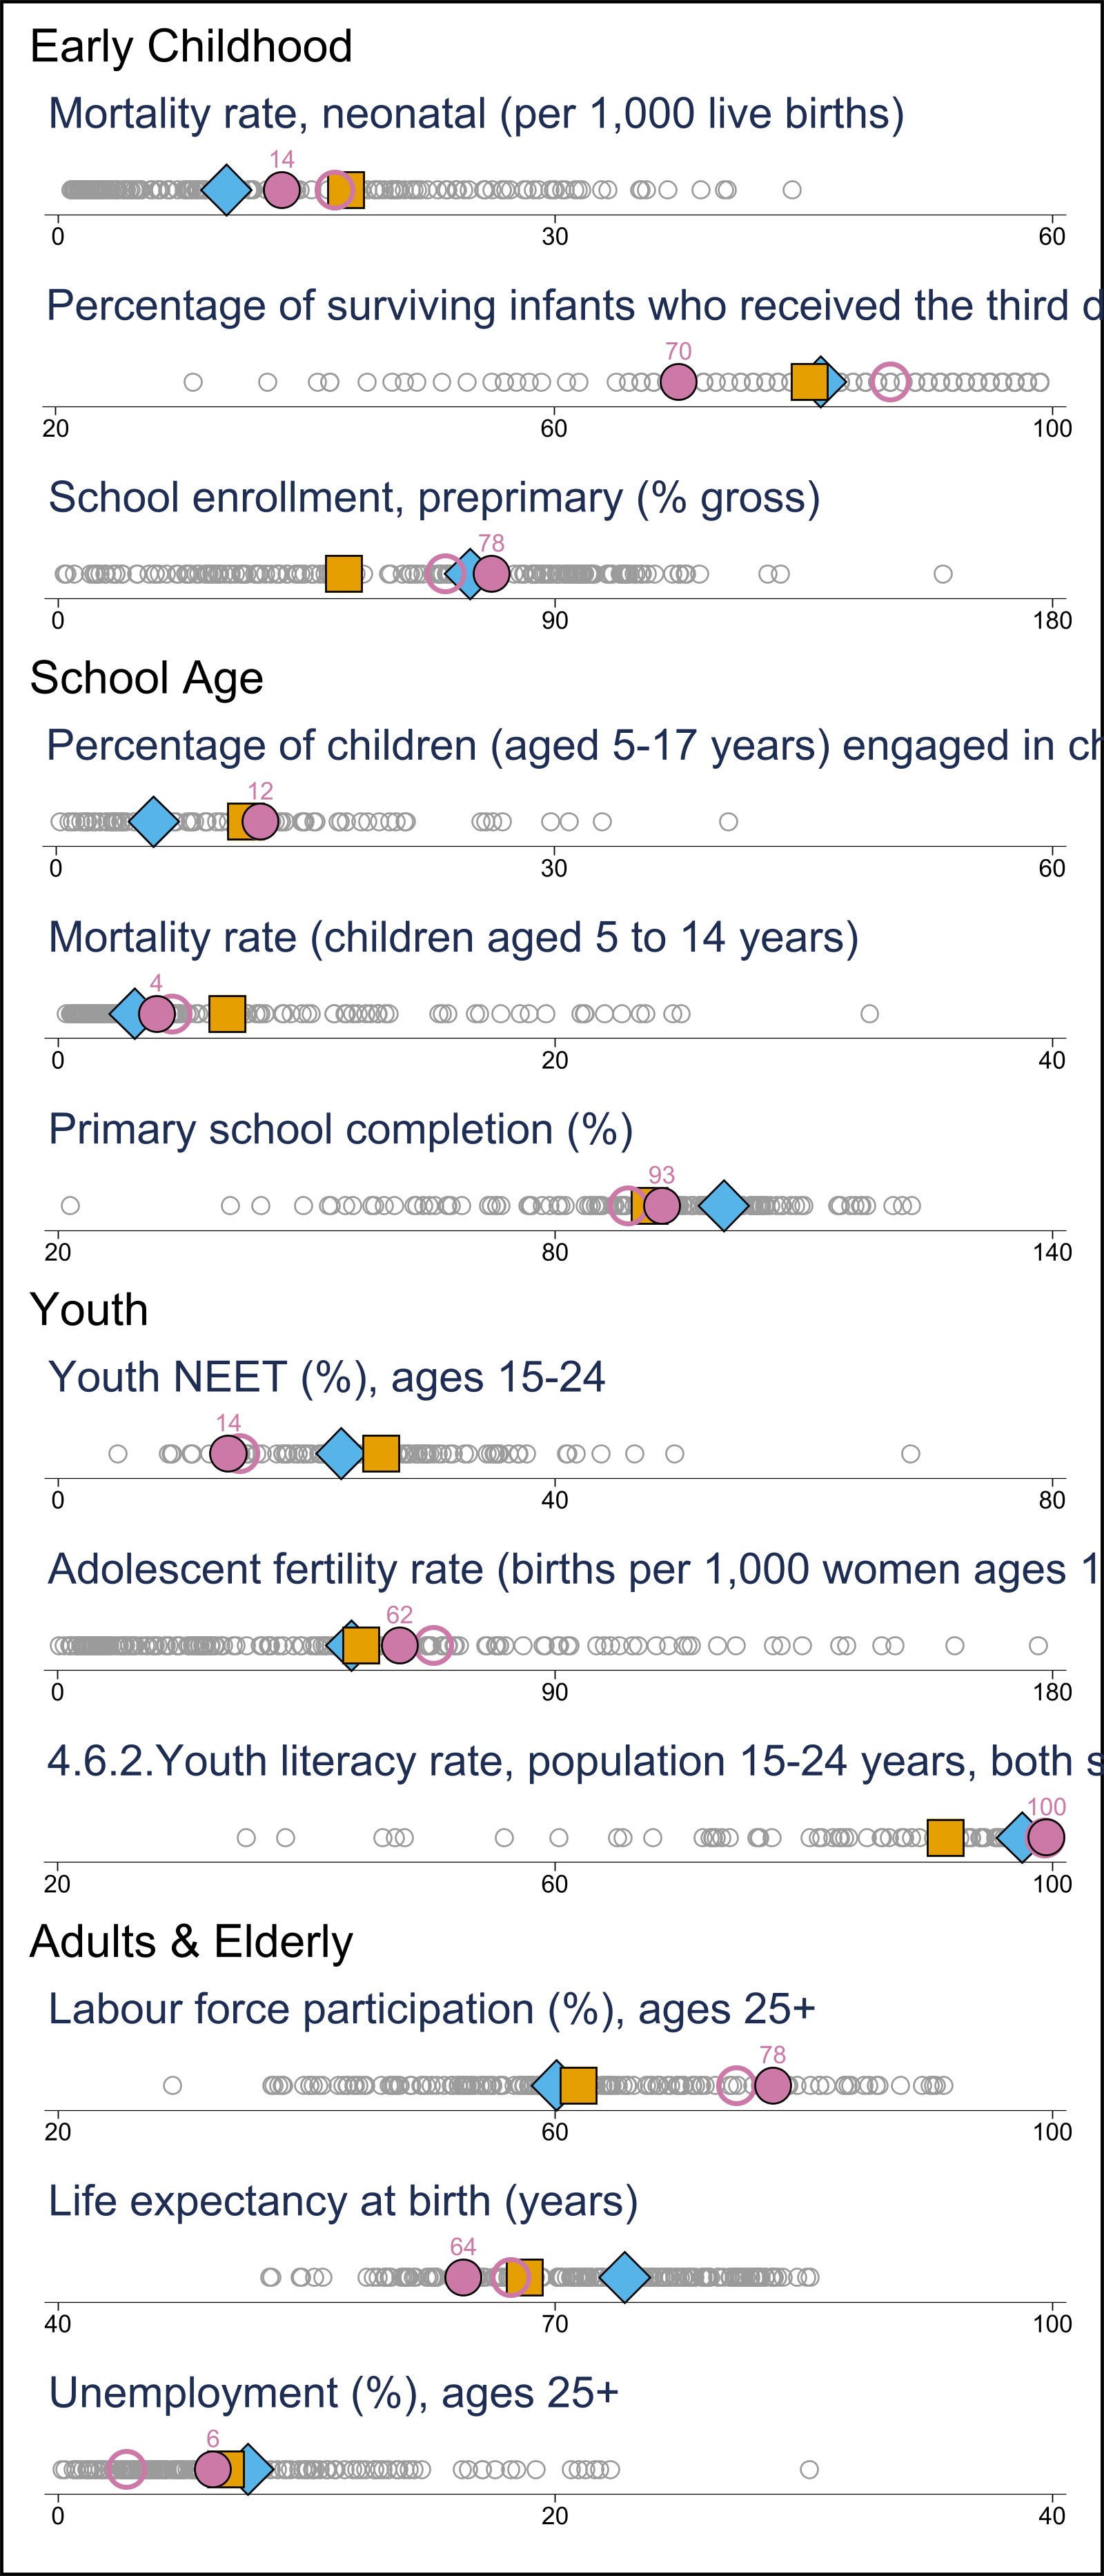 Early Childhood
Mortality rate, neonatal (per 1,000 live births)
14
0 30 60
Percentage of surviving infants who received the third d
70
20 60 100
School enrollment, preprimary (% gross)
78
0 90 180
School Age
Percentage of children (aged 5-17 years) engaged in ch
12
0 30 60
Mortality rate (children aged 5 to 14 years)
4
0 20 40
Primary school completion (%)
93
20 80 140
Youth
Youth NEET (%), ages 15-24
14
0 40 80
Adolescent fertility rate (births per 1,000 women ages 1
62
0 90 180
4.6.2.Youth literacy rate, population 15-24 years, both s
100
20 60 100
Adults & Elderly
Labour force participation (%), ages 25+
78
20 60 100
Life expectancy at birth (years)
64
40 70 100
Unemployment (%), ages 25+
6
0 20 40